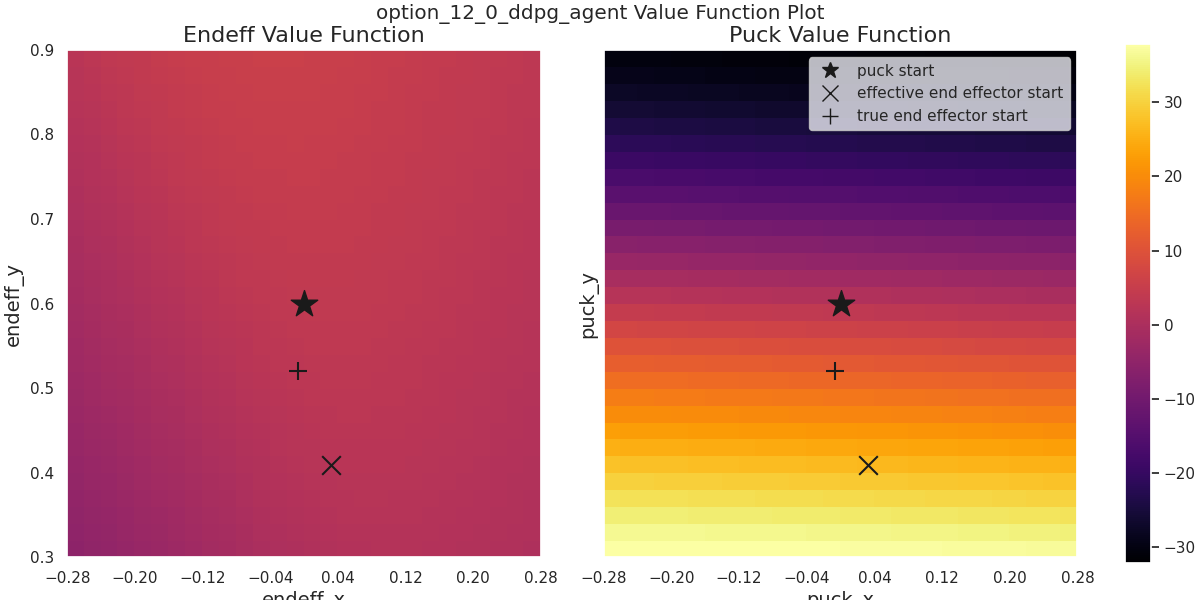 option_12_0_ddpg_agent Value Function Plot
Endeff Value Function
Puck Value Function
puck start
effective end effector start
true end effector start
0.9
0.8
0.7
0.6
0.5
0.4
0.3
endeff_y
−0.28 −0.20 −0.12 −0.04 0.04 0.12 0.20 0.28
endeff_x
puck_y
−0.28 −0.20 −0.12 −0.04 0.04 0.12 0.20 0.28
puck_x
30
20
10
0
−10
−20
−30